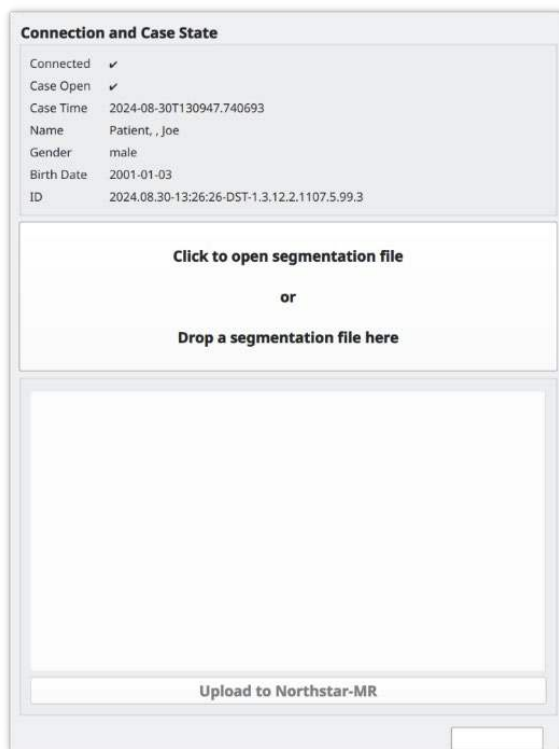 Connection and Case State
Connected ✔
Case Open ✔
Case Time 2024-08-30T130947.740693
Name Patient, , Joe
Gender male
Birth Date 2001-01-03
ID 2024.08.30-13:26:26-DST-1.3.12.2.1107.5.99.3
Click to open segmentation file
or
Drop a segmentation file here
Upload to Northstar-MR